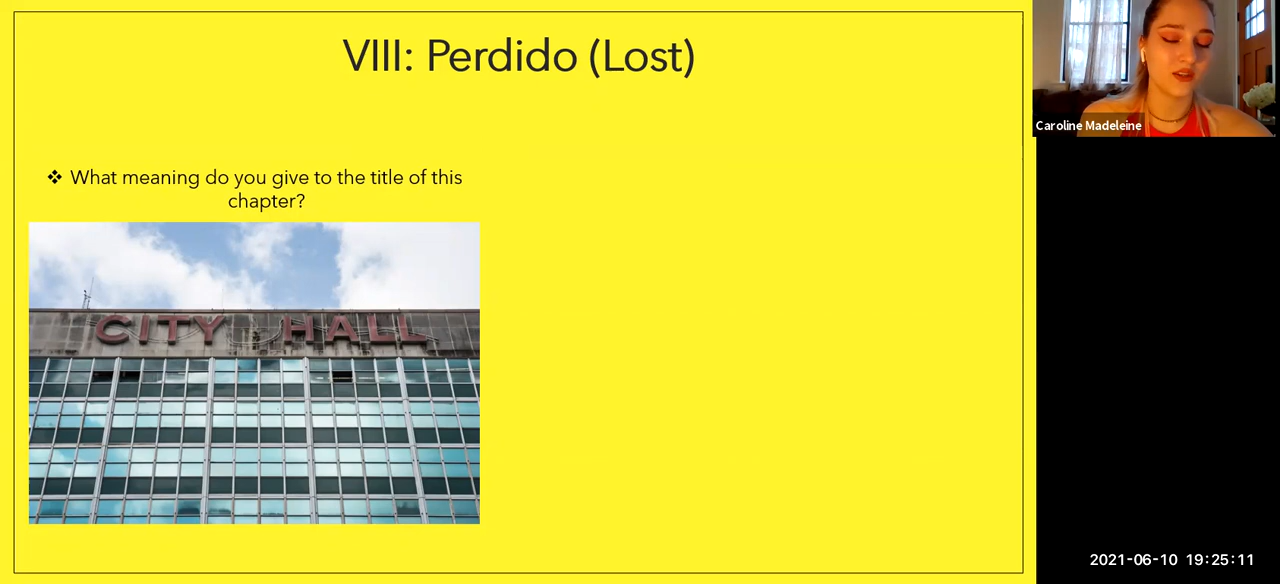 VIII: Perdido (Lost)
❖ What meaning do you give to the title of this
chapter?
CITY HALL
Caroline Madeleine
2021-06-10 19:25:11